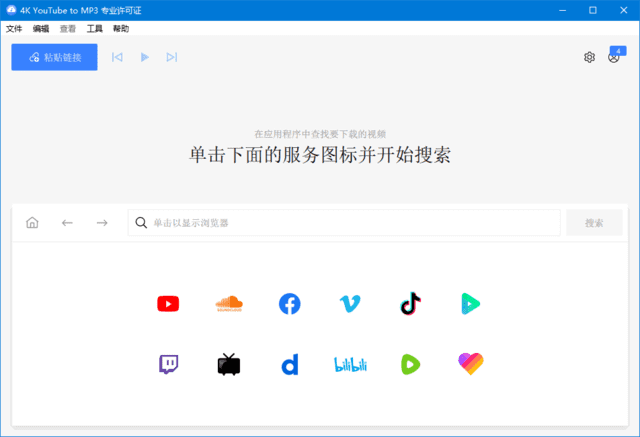 4K YouTube to MP3 专业许可证
文件 编辑 查看 工具 帮助
粘贴链接
4
在应用程序中查找要下载的视频
单击下面的服务图标并开始搜索
单击以显示浏览器
搜索
SOUNDCLOUD
bilibili